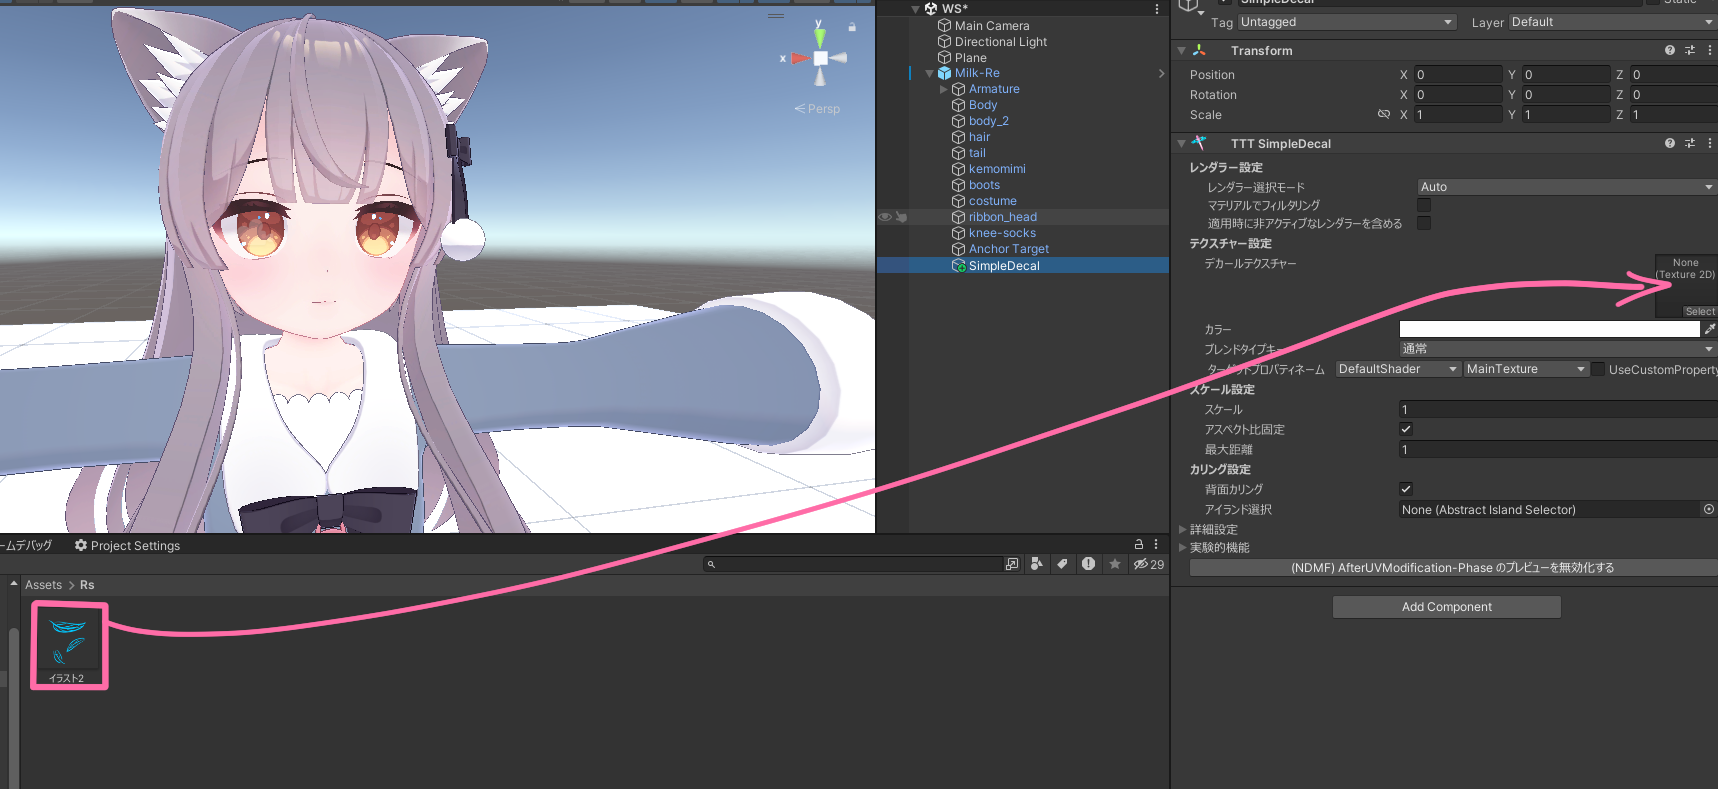 y
x
Persp
WS*
Main Camera
Directional Light
Plane
Milk-Re
Armature
Body
body_2
hair
tail
kemomimi
boots
costume
ribbon_head
knee-socks
Anchor Target
SimpleDecal
SimpleDecal
Static
Tag Untagged Layer Default
Transform
Position X 0 Y 0 Z 0
Rotation X 0 Y 0 Z 0
Scale X 1 Y 1 Z 1
TTT SimpleDecal
レンダラー設定
レンダラー選択モード Auto
マテリアルでフィルタリング
適用時に非アクティブなレンダラーを含める
テクスチャー設定
デカールテクスチャー
None
(Texture 2D)
Select
カラー
ブレンドタイプキー 通常
ターゲットプロパティネーム DefaultShader MainTexture UseCustomProperty
スケール設定
スケール 1
アスペクト比固定
最大距離 1
カリング設定
背面カリング
アイランド選択 None (Abstract Island Selector)
詳細設定
実験的機能
(NDMF) AfterUVModification-Phase のプレビューを無効化する
Add Component
ームデバッグ Project Settings
29
Assets > Rs
イラスト2